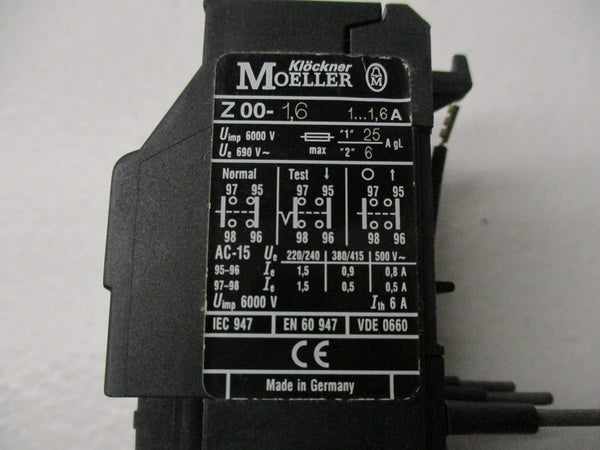 Klöckner
MOELLER AM
Z 00-1,6 1...1,6 A
Uimp 6000 V "1" 25 A gL
Ue 690 V~ max "2" 6
Normal Test ↓ O ↑
97 95 97 95 97 95
98 96 98 96 98 96
AC-15 Ue 220/240 380/415 500 V~
95-96 Ie 1,5 0,9 0,8 A
97-98 Ie 1,5 0,5 0,5 A
Uimp 6000 V Ith 6 A
IEC 947 EN 60 947 VDE 0660
CE
Made in Germany